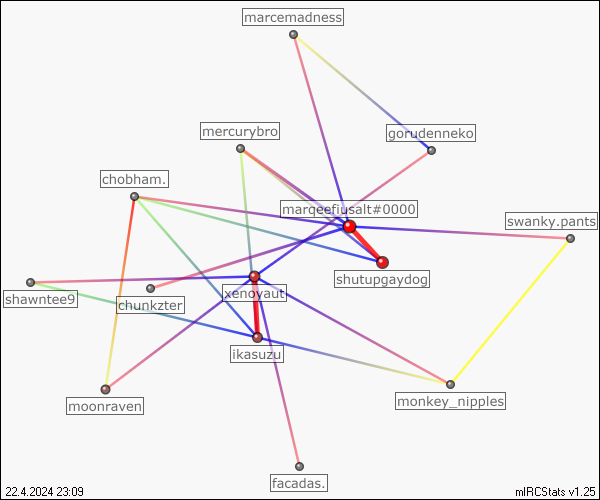 marcemadness
mercurybro
gorudenneko
chobham.
marqeefiusalt#0000
swanky.pants
shutupgaydog
shawntee9
chunkzter
xenoyaut
ikasuzu
moonraven
monkey_nipples
facadas.
22.4.2024 23:09
mIRCStats v1.25